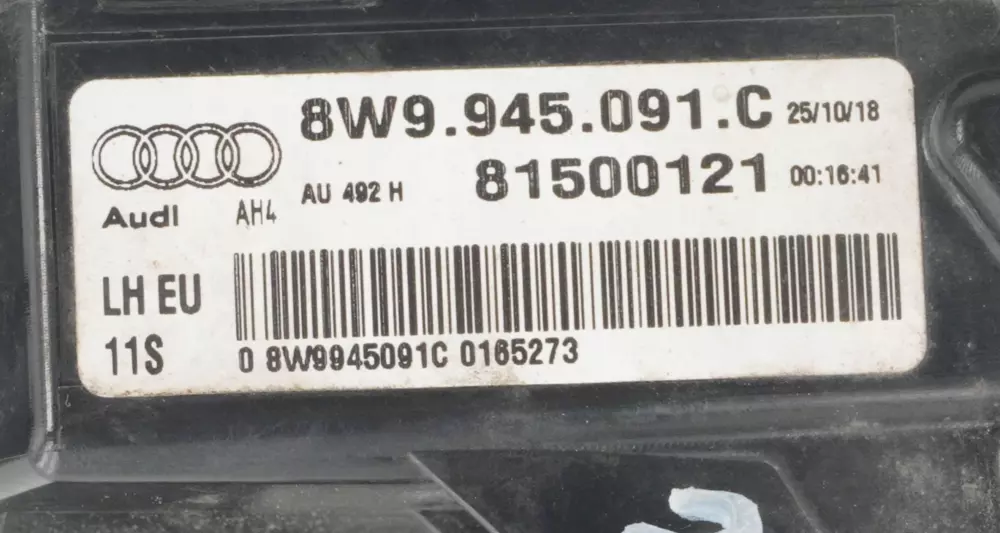 8W9.945.091.C 25/10/18
AU 492 H 81500121 00:16:41
Audi AH4
LH EU
11S
0 8W9945091C 0165273